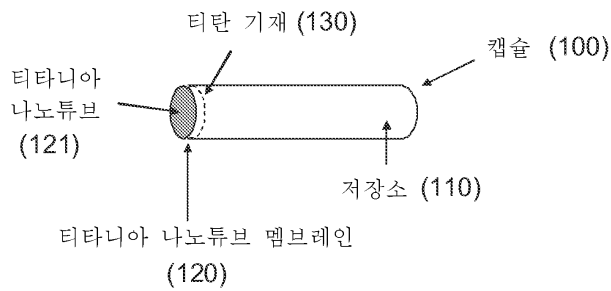 티탄 기재 (130)
캡슐 (100)
티타니아
나노튜브
(121)
저장소 (110)
티타니아 나노튜브 멤브레인
(120)